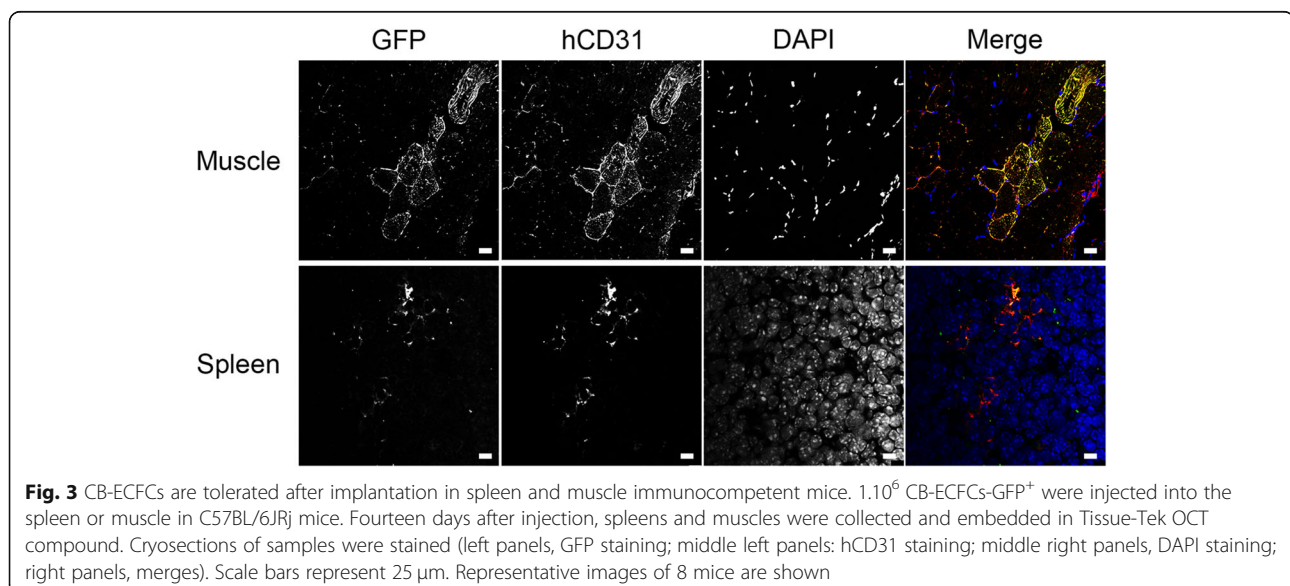 GFP hCD31 DAPI Merge
Muscle
Spleen
Fig. 3 CB-ECFCs are tolerated after implantation in spleen and muscle immunocompetent mice. 1.10⁶ CB-ECFCs-GFP⁺ were injected into the
spleen or muscle in C57BL/6JRj mice. Fourteen days after injection, spleens and muscles were collected and embedded in Tissue-Tek OCT
compound. Cryosections of samples were stained (left panels, GFP staining; middle left panels: hCD31 staining; middle right panels, DAPI staining;
right panels, merges). Scale bars represent 25 μm. Representative images of 8 mice are shown